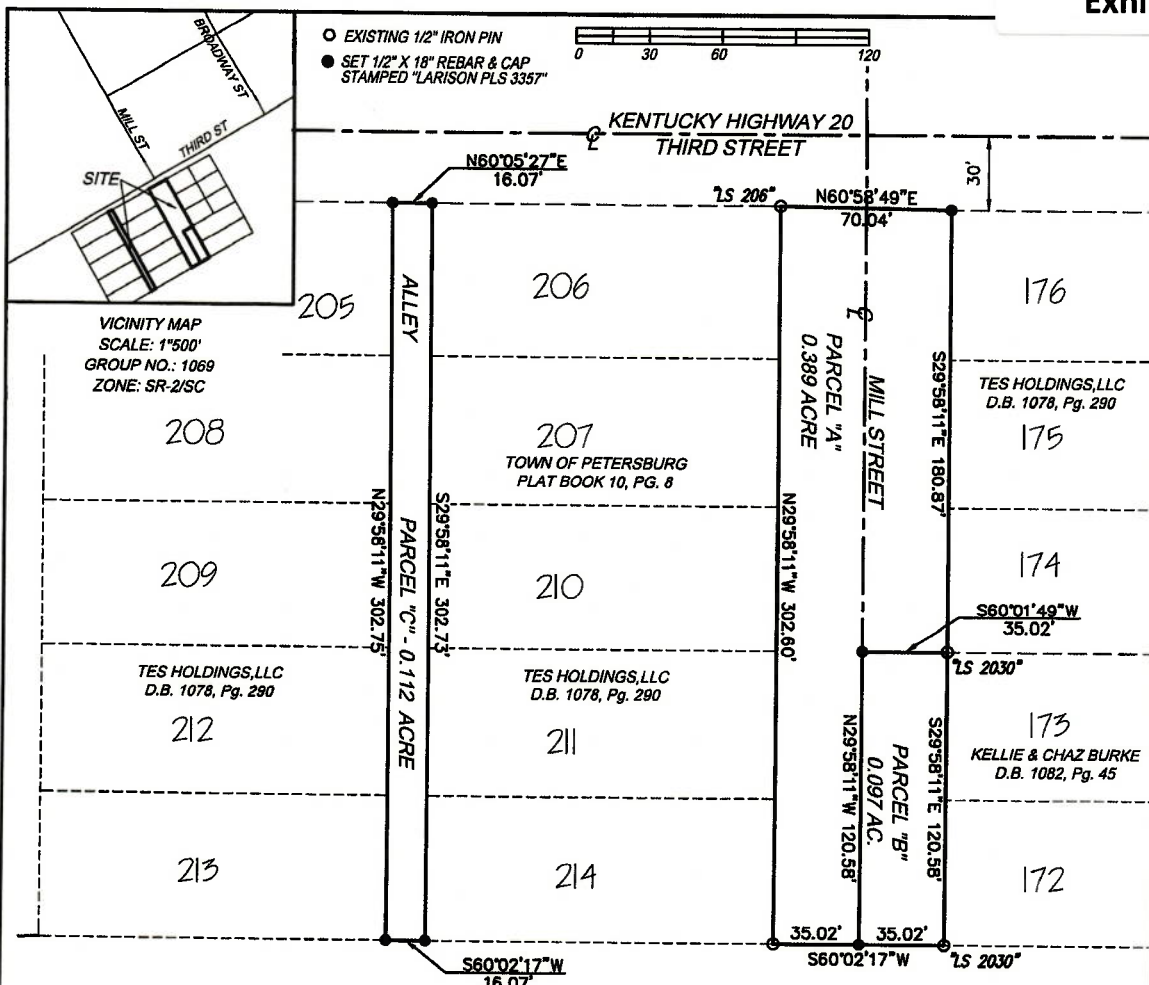 Exhi
BROADWAY ST
MILL ST
THIRD ST
SITE
VICINITY MAP
SCALE: 1"500'
GROUP NO.: 1069
ZONE: SR-2/SC
EXISTING 1/2" IRON PIN
SET 1/2" X 18" REBAR & CAP
STAMPED "LARISON PLS 3357"
0 30 60 120
KENTUCKY HIGHWAY 20
THIRD STREET
30'
N60°05'27"E
16.07'
"LS 206"
N60°58'49"E
70.04'
205
ALLEY
206
176
PARCEL "A"
0.389 ACRE
MILL STREET
S29°58'11"E 180.87'
TES HOLDINGS,LLC
D.B. 1078, Pg. 290
175
208
207
TOWN OF PETERSBURG
PLAT BOOK 10, PG. 8
N29°58'11"W 302.75'
PARCEL "C" - 0.112 ACRE
S29°58'11"E 302.73'
N29°58'11"W 302.60'
209
210
174
S60°01'49"W
35.02'
"LS 2030"
TES HOLDINGS,LLC
D.B. 1078, Pg. 290
212
TES HOLDINGS,LLC
D.B. 1078, Pg. 290
211
N29°58'11"W 120.58'
PARCEL "B"
0.097 AC.
S29°58'11"E 120.58'
173
KELLIE & CHAZ BURKE
D.B. 1082, Pg. 45
213
214
172
35.02' 35.02'
S60°02'17"W
"LS 2030"
S60°02'17"W
16.07'